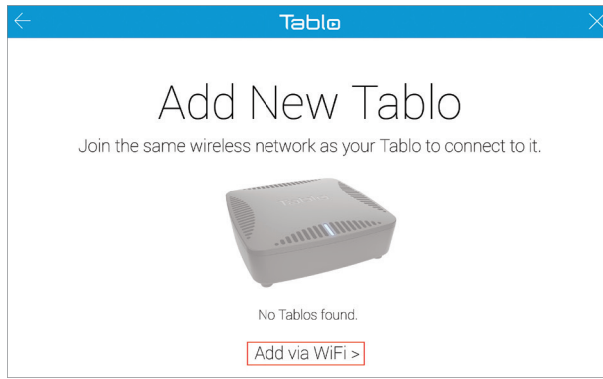 Tablo
Add New Tablo
Join the same wireless network as your Tablo to connect to it.
Tablo
No Tablos found.
Add via WiFi >